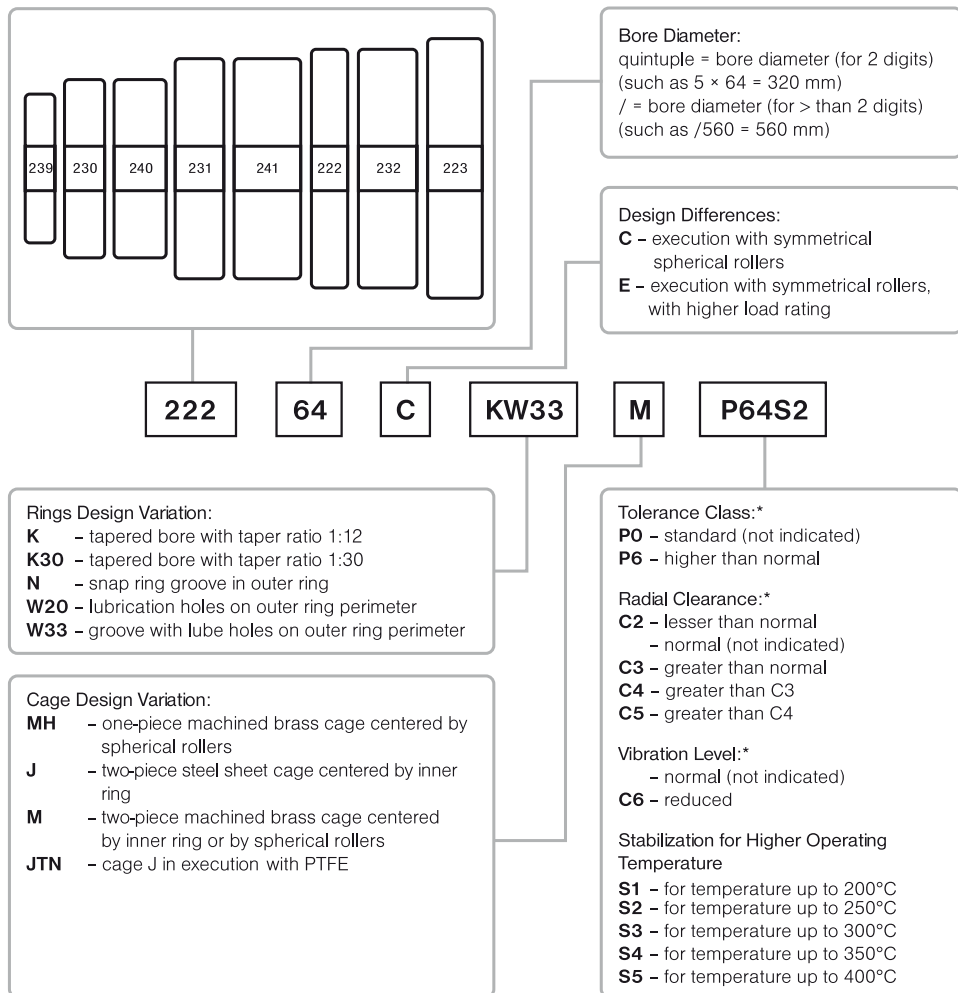 239 230 240 231 241 222 232 223
Bore Diameter:
quintuple = bore diameter (for 2 digits)
(such as 5 × 64 = 320 mm)
/ = bore diameter (for > than 2 digits)
(such as /560 = 560 mm)
Design Differences:
C – execution with symmetrical
spherical rollers
E – execution with symmetrical rollers,
with higher load rating
222 64 C KW33 M P64S2
Rings Design Variation:
K – tapered bore with taper ratio 1:12
K30 – tapered bore with taper ratio 1:30
N – snap ring groove in outer ring
W20 – lubrication holes on outer ring perimeter
W33 – groove with lube holes on outer ring perimeter
Cage Design Variation:
MH – one-piece machined brass cage centered by
spherical rollers
J – two-piece steel sheet cage centered by inner
ring
M – two-piece machined brass cage centered
by inner ring or by spherical rollers
JTN – cage J in execution with PTFE
Tolerance Class:*
P0 – standard (not indicated)
P6 – higher than normal
Radial Clearance:*
C2 – lesser than normal
– normal (not indicated)
C3 – greater than normal
C4 – greater than C3
C5 – greater than C4
Vibration Level:*
– normal (not indicated)
C6 – reduced
Stabilization for Higher Operating
Temperature
S1 – for temperature up to 200°C
S2 – for temperature up to 250°C
S3 – for temperature up to 300°C
S4 – for temperature up to 350°C
S5 – for temperature up to 400°C